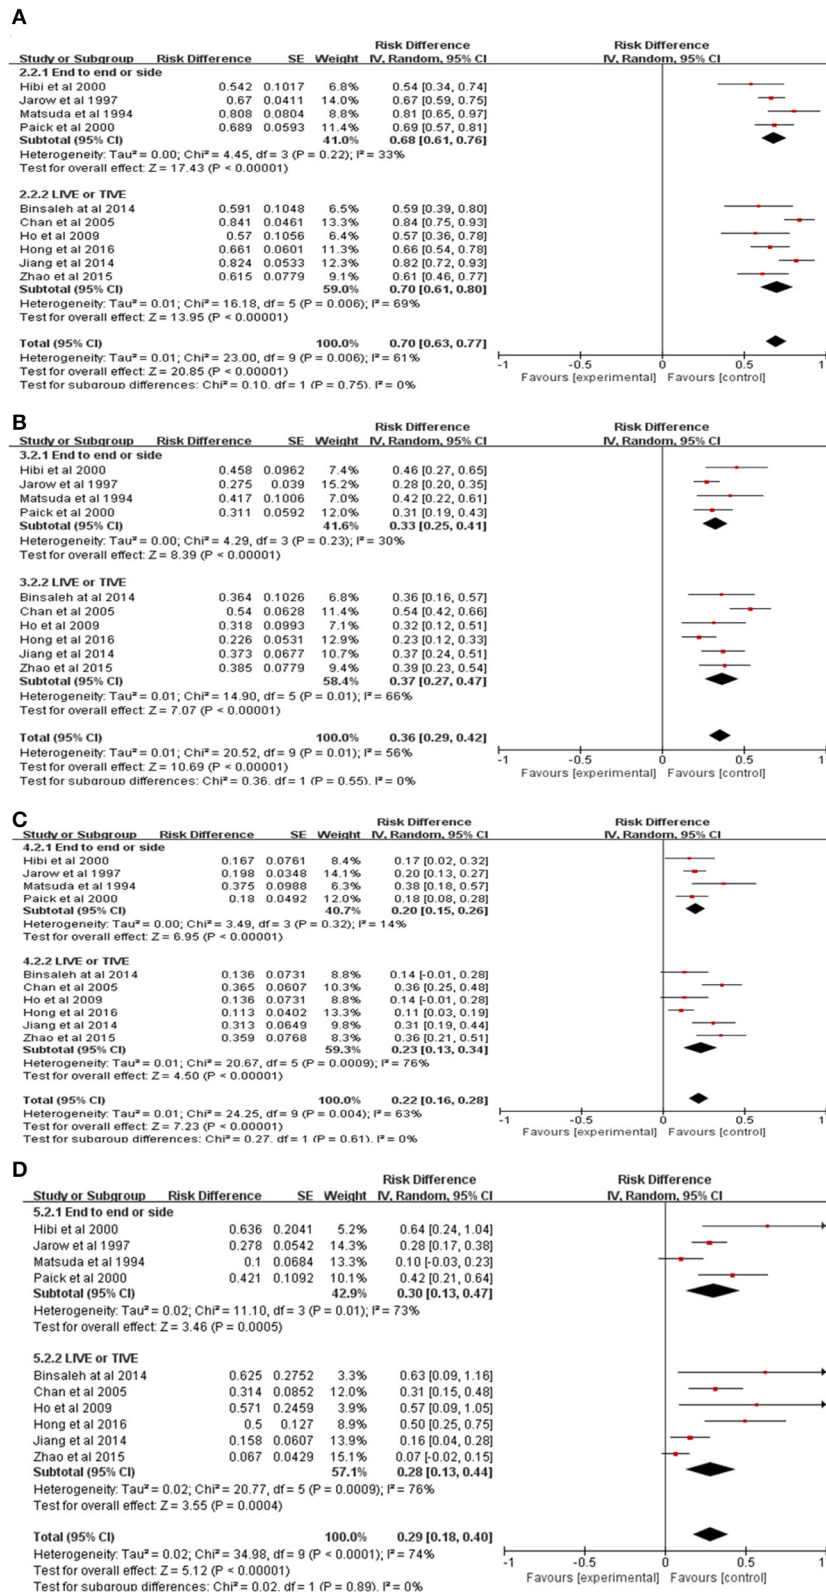 A
Risk Difference Risk Difference
Study or Subgroup Risk Difference SE Weight IV, Random, 95% CI IV, Random, 95% CI
2.2.1 End to end or side
Hibi et al 2000 0.542 0.1017 6.8% 0.54 [0.34, 0.74]
Jarow et al 1997 0.67 0.0411 14.0% 0.67 [0.59, 0.75]
Matsuda et al 1994 0.808 0.0804 8.8% 0.81 [0.65, 0.97]
Paick et al 2000 0.689 0.0593 11.4% 0.69 [0.57, 0.81]
Subtotal (95% CI) 41.0% 0.68 [0.61, 0.76]
Heterogeneity: Tau² = 0.00; Chi² = 4.45, df = 3 (P = 0.22); I² = 33%
Test for overall effect: Z = 17.43 (P < 0.00001)
2.2.2 LIVE or TIVE
Binsaleh at al 2014 0.591 0.1048 6.5% 0.59 [0.39, 0.80]
Chan et al 2005 0.841 0.0461 13.3% 0.84 [0.75, 0.93]
Ho et al 2009 0.57 0.1056 6.4% 0.57 [0.36, 0.78]
Hong et al 2016 0.661 0.0601 11.3% 0.66 [0.54, 0.78]
Jiang et al 2014 0.824 0.0533 12.3% 0.82 [0.72, 0.93]
Zhao et al 2015 0.615 0.0779 9.1% 0.61 [0.46, 0.77]
Subtotal (95% CI) 59.0% 0.70 [0.61, 0.80]
Heterogeneity: Tau² = 0.01; Chi² = 16.18, df = 5 (P = 0.006); I² = 69%
Test for overall effect: Z = 13.95 (P < 0.00001)
Total (95% CI) 100.0% 0.70 [0.63, 0.77]
Heterogeneity: Tau² = 0.01; Chi² = 23.00, df = 9 (P = 0.006); I² = 61%
Test for overall effect: Z = 20.85 (P < 0.00001)
Test for subgroup differences: Chi² = 0.10. df = 1 (P = 0.75). I² = 0%
-1 -0.5 0 0.5 1
Favours [experimental] Favours [control]
B
Risk Difference Risk Difference
Study or Subgroup Risk Difference SE Weight IV, Random, 95% CI IV, Random, 95% CI
3.2.1 End to end or side
Hibi et al 2000 0.458 0.0962 7.4% 0.46 [0.27, 0.65]
Jarow et al 1997 0.275 0.039 15.2% 0.28 [0.20, 0.35]
Matsuda et al 1994 0.417 0.1006 7.0% 0.42 [0.22, 0.61]
Paick et al 2000 0.311 0.0592 12.0% 0.31 [0.19, 0.43]
Subtotal (95% CI) 41.6% 0.33 [0.25, 0.41]
Heterogeneity: Tau² = 0.00; Chi² = 4.29, df = 3 (P = 0.23); I² = 30%
Test for overall effect: Z = 8.39 (P < 0.00001)
3.2.2 LIVE or TIVE
Binsaleh at al 2014 0.364 0.1026 6.8% 0.36 [0.16, 0.57]
Chan et al 2005 0.54 0.0628 11.4% 0.54 [0.42, 0.66]
Ho et al 2009 0.318 0.0993 7.1% 0.32 [0.12, 0.51]
Hong et al 2016 0.226 0.0531 12.9% 0.23 [0.12, 0.33]
Jiang et al 2014 0.373 0.0677 10.7% 0.37 [0.24, 0.51]
Zhao et al 2015 0.385 0.0779 9.4% 0.39 [0.23, 0.54]
Subtotal (95% CI) 58.4% 0.37 [0.27, 0.47]
Heterogeneity: Tau² = 0.01; Chi² = 14.90, df = 5 (P = 0.01); I² = 66%
Test for overall effect: Z = 7.07 (P < 0.00001)
Total (95% CI) 100.0% 0.36 [0.29, 0.42]
Heterogeneity: Tau² = 0.01; Chi² = 20.52, df = 9 (P = 0.01); I² = 56%
Test for overall effect: Z = 10.69 (P < 0.00001)
Test for subgroup differences: Chi² = 0.36. df = 1 (P = 0.55). I² = 0%
-1 -0.5 0 0.5 1
Favours [experimental] Favours [control]
C
Risk Difference Risk Difference
Study or Subgroup Risk Difference SE Weight IV, Random, 95% CI IV, Random, 95% CI
4.2.1 End to end or side
Hibi et al 2000 0.167 0.0761 8.4% 0.17 [0.02, 0.32]
Jarow et al 1997 0.198 0.0348 14.1% 0.20 [0.13, 0.27]
Matsuda et al 1994 0.375 0.0988 6.3% 0.38 [0.18, 0.57]
Paick et al 2000 0.18 0.0492 12.0% 0.18 [0.08, 0.28]
Subtotal (95% CI) 40.7% 0.20 [0.15, 0.26]
Heterogeneity: Tau² = 0.00; Chi² = 3.49, df = 3 (P = 0.32); I² = 14%
Test for overall effect: Z = 6.95 (P < 0.00001)
4.2.2 LIVE or TIVE
Binsaleh at al 2014 0.136 0.0731 8.8% 0.14 [-0.01, 0.28]
Chan et al 2005 0.365 0.0607 10.3% 0.36 [0.25, 0.48]
Ho et al 2009 0.136 0.0731 8.8% 0.14 [-0.01, 0.28]
Hong et al 2016 0.113 0.0402 13.3% 0.11 [0.03, 0.19]
Jiang et al 2014 0.313 0.0649 9.8% 0.31 [0.19, 0.44]
Zhao et al 2015 0.359 0.0768 8.3% 0.36 [0.21, 0.51]
Subtotal (95% CI) 59.3% 0.23 [0.13, 0.34]
Heterogeneity: Tau² = 0.01; Chi² = 20.67, df = 5 (P = 0.0009); I² = 76%
Test for overall effect: Z = 4.50 (P < 0.00001)
Total (95% CI) 100.0% 0.22 [0.16, 0.28]
Heterogeneity: Tau² = 0.01; Chi² = 24.25, df = 9 (P = 0.004); I² = 63%
Test for overall effect: Z = 7.23 (P < 0.00001)
Test for subgroup differences: Chi² = 0.27. df = 1 (P = 0.61). I² = 0%
-1 -0.5 0 0.5 1
Favours [experimental] Favours [control]
D
Risk Difference Risk Difference
Study or Subgroup Risk Difference SE Weight IV, Random, 95% CI IV, Random, 95% CI
5.2.1 End to end or side
Hibi et al 2000 0.636 0.2041 5.2% 0.64 [0.24, 1.04]
Jarow et al 1997 0.278 0.0542 14.3% 0.28 [0.17, 0.38]
Matsuda et al 1994 0.1 0.0684 13.3% 0.10 [-0.03, 0.23]
Paick et al 2000 0.421 0.1092 10.1% 0.42 [0.21, 0.64]
Subtotal (95% CI) 42.9% 0.30 [0.13, 0.47]
Heterogeneity: Tau² = 0.02; Chi² = 11.10, df = 3 (P = 0.01); I² = 73%
Test for overall effect: Z = 3.46 (P = 0.0005)
5.2.2 LIVE or TIVE
Binsaleh at al 2014 0.625 0.2752 3.3% 0.63 [0.09, 1.16]
Chan et al 2005 0.314 0.0852 12.0% 0.31 [0.15, 0.48]
Ho et al 2009 0.571 0.2459 3.9% 0.57 [0.09, 1.05]
Hong et al 2016 0.5 0.127 8.9% 0.50 [0.25, 0.75]
Jiang et al 2014 0.158 0.0607 13.9% 0.16 [0.04, 0.28]
Zhao et al 2015 0.067 0.0429 15.1% 0.07 [-0.02, 0.15]
Subtotal (95% CI) 57.1% 0.28 [0.13, 0.44]
Heterogeneity: Tau² = 0.02; Chi² = 20.77, df = 5 (P = 0.0009); I² = 76%
Test for overall effect: Z = 3.55 (P = 0.0004)
Total (95% CI) 100.0% 0.29 [0.18, 0.40]
Heterogeneity: Tau² = 0.02; Chi² = 34.98, df = 9 (P < 0.0001); I² = 74%
Test for overall effect: Z = 5.12 (P < 0.00001)
Test for subgroup differences: Chi² = 0.02. df = 1 (P = 0.89). I² = 0%
-1 -0.5 0 0.5 1
Favours [experimental] Favours [control]